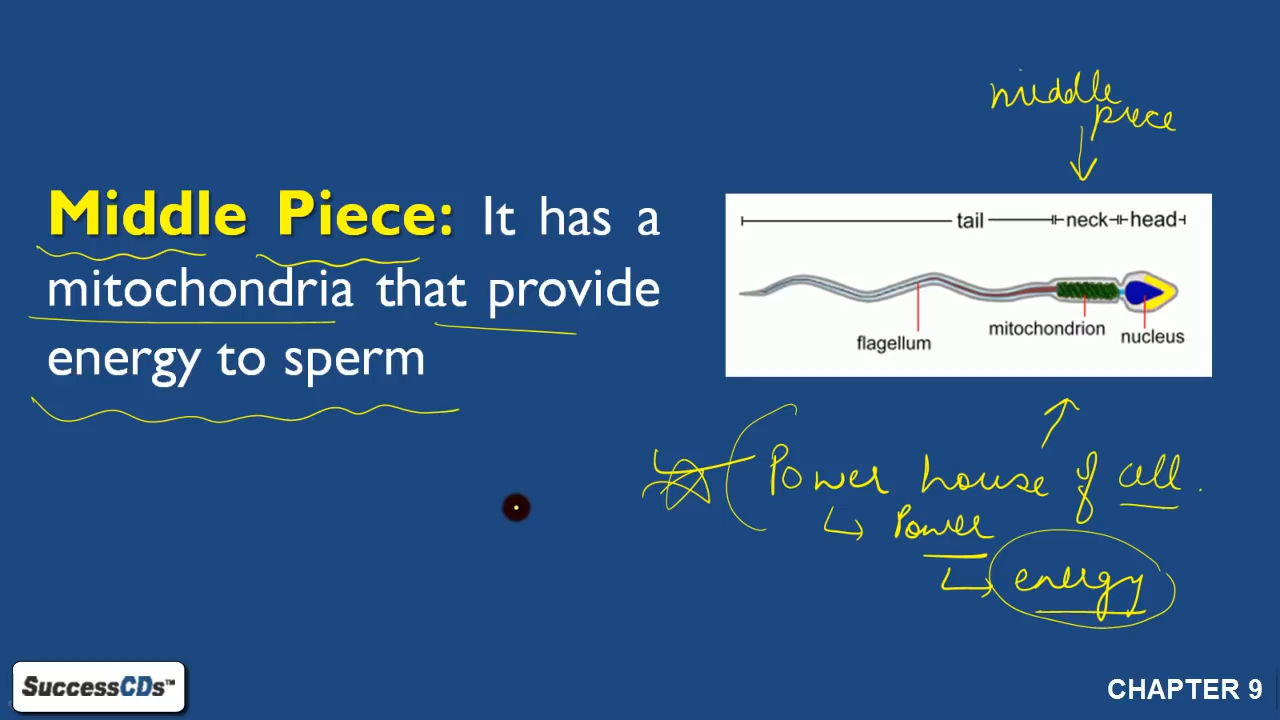 middle
piece
Middle Piece: It has a
mitochondria that provide
energy to sperm
tail neck head
flagellum
mitochondrion
nucleus
Power house of cell.
Power
energy
SuccessCDs™
CHAPTER 9